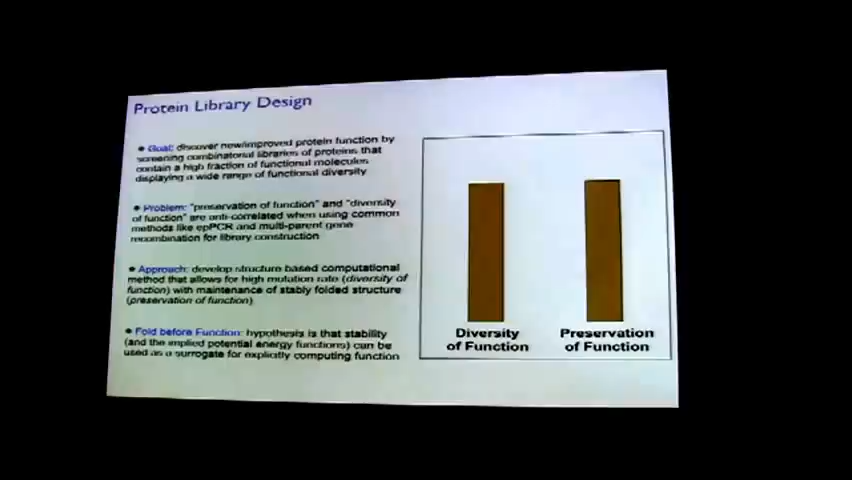 Protein Library Design
• Goal: discover new/improved protein function by
screening combinatorial libraries of proteins that
contain a high fraction of functional molecules
displaying a wide range of functional diversity
• Problem: "preservation of function" and "diversity
of function" are anti-correlated when using common
methods like epPCR and multi-parent gene
recombination for library construction
• Approach: develop structure based computational
method that allows for high mutation rate (diversity of
function) with maintenance of stably folded structure
(preservation of function)
• Fold before Function: hypothesis is that stability
(and the implied potential energy functions) can be
used as a surrogate for explicitly computing function
Diversity
of Function
Preservation
of Function